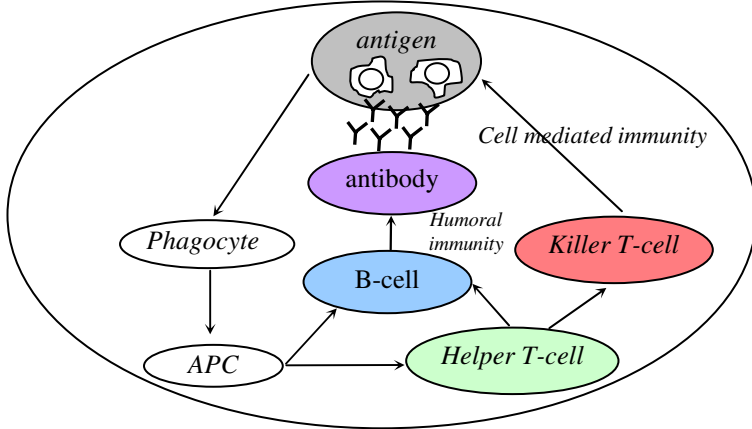 antigen
Cell mediated immunity
antibody
Humoral
immunity
Phagocyte
Killer T-cell
B-cell
APC
Helper T-cell